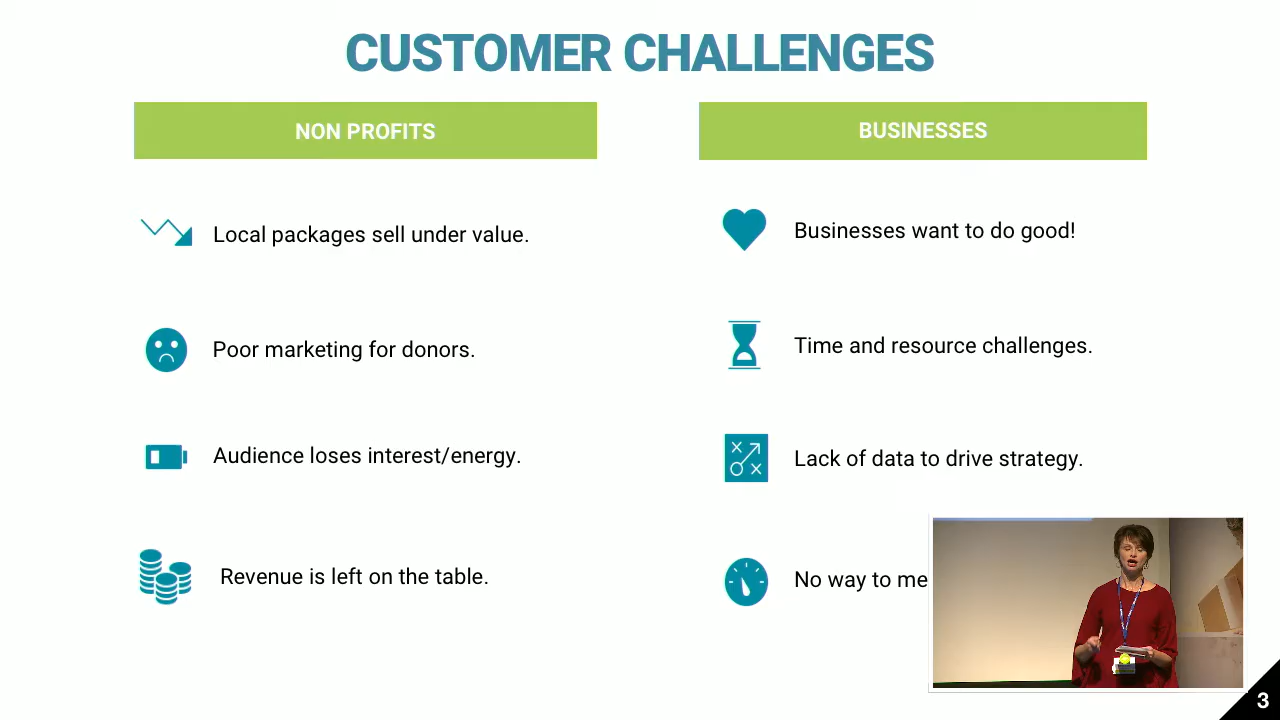 CUSTOMER CHALLENGES
NON PROFITS
Local packages sell under value.
Poor marketing for donors.
Audience loses interest/energy.
Revenue is left on the table.
BUSINESSES
Businesses want to do good!
Time and resource challenges.
Lack of data to drive strategy.
No way to
3